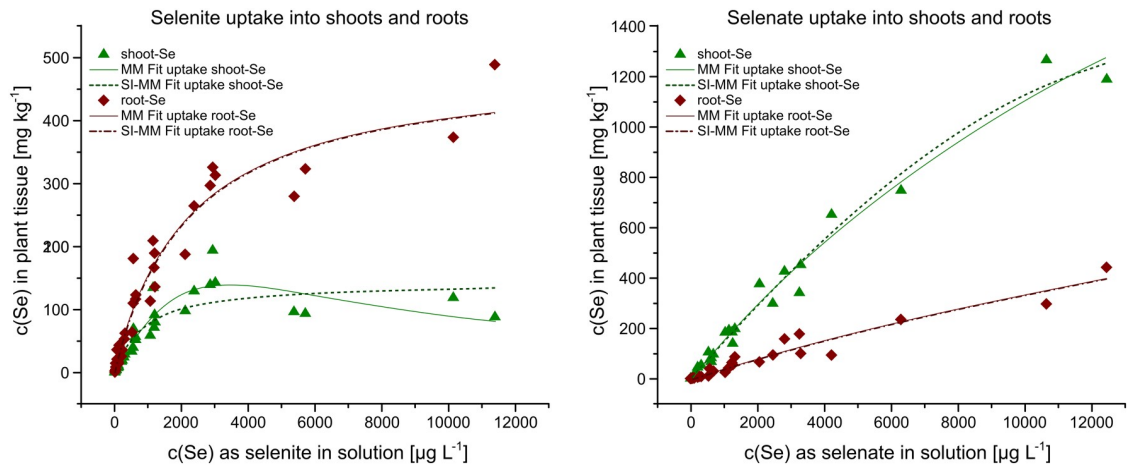 Selenite uptake into shoots and roots
500
400
300
200
100
0
c(Se) in plant tissue [mg kg⁻¹]
shoot-Se
MM Fit uptake shoot-Se
SI-MM Fit uptake shoot-Se
root-Se
MM Fit uptake root-Se
SI-MM Fit uptake root-Se
0 2000 4000 6000 8000 10000 12000
c(Se) as selenite in solution [µg L⁻¹]
Selenate uptake into shoots and roots
1400
1200
1000
800
600
400
200
0
c(Se) in plant tissue [mg kg⁻¹]
shoot-Se
MM Fit uptake shoot-Se
SI-MM Fit uptake shoot-Se
root-Se
MM Fit uptake root-Se
SI-MM Fit uptake root-Se
0 2000 4000 6000 8000 10000 12000
c(Se) as selenate in solution [µg L⁻¹]